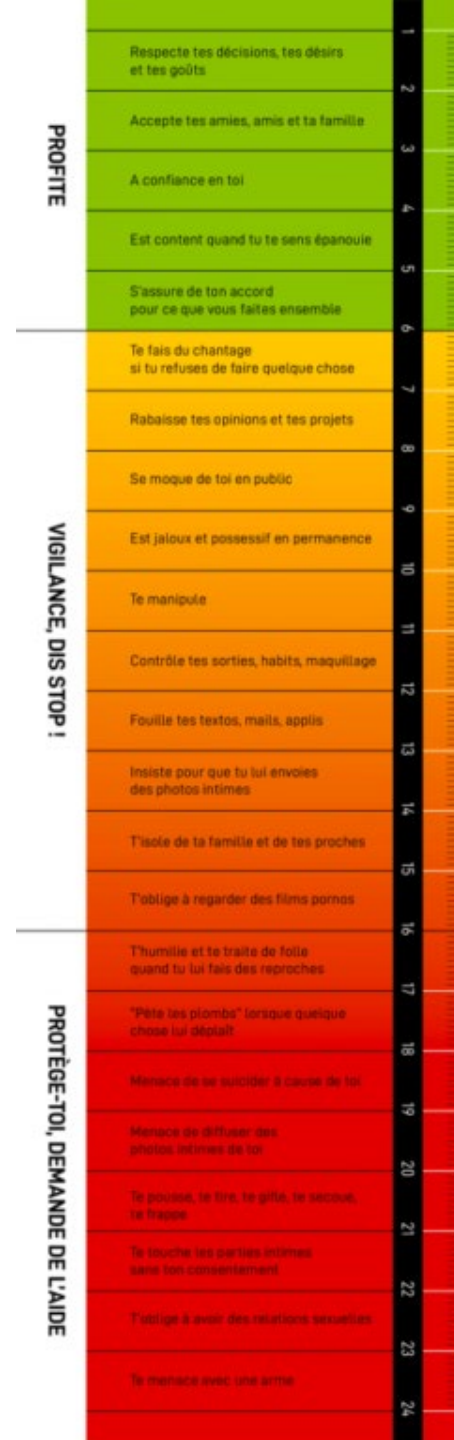 PROFITE
1
Respecte tes décisions, tes désirs
et tes goûts
2
Accepte tes amies, amis et ta famille
3
A confiance en toi
4
Est content quand tu te sens épanouie
5
S'assure de ton accord
pour ce que vous faites ensemble
6
VIGILANCE, DIS STOP !
Te fais du chantage
si tu refuses de faire quelque chose
7
Rabaisse tes opinions et tes projets
8
Se moque de toi en public
9
Est jaloux et possessif en permanence
10
Te manipule
11
Contrôle tes sorties, habits, maquillage
12
Fouille tes textos, mails, applis
13
Insiste pour que tu lui envoies
des photos intimes
14
T'isole de ta famille et de tes proches
15
T'oblige à regarder des films pornos
16
PROTÈGE-TOI, DEMANDE DE L'AIDE
T'humilie et te traite de folle
quand tu lui fais des reproches
17
"Pète les plombs" lorsque quelque
chose lui déplaît
18
Menace de se suicider à cause de toi
19
Menace de diffuser des
photos intimes de toi
20
Te pousse, te tire, te gifle, te secoue,
te frappe
21
Te touche les parties intimes
sans ton consentement
22
T'oblige à avoir des relations sexuelles
23
Te menace avec une arme
24